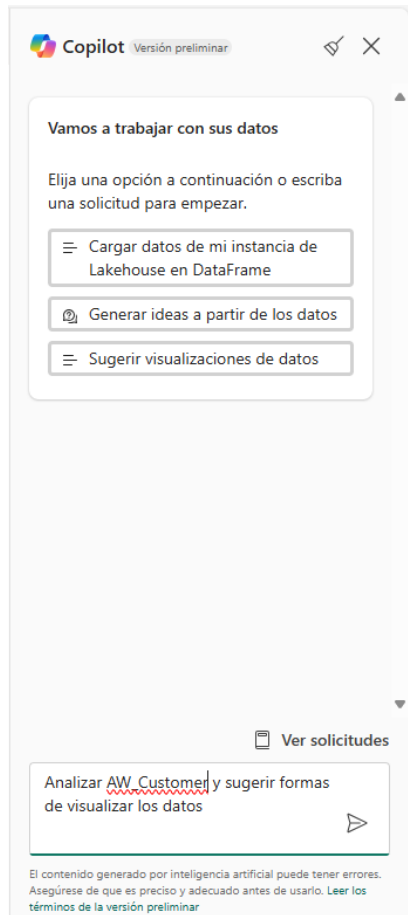 Copilot Versión preliminar
Vamos a trabajar con sus datos
Elija una opción a continuación o escriba
una solicitud para empezar.
Cargar datos de mi instancia de
Lakehouse en DataFrame
Generar ideas a partir de los datos
Sugerir visualizaciones de datos
Ver solicitudes
Analizar AW_Customer y sugerir formas
de visualizar los datos
El contenido generado por inteligencia artificial puede tener errores.
Asegúrese de que es preciso y adecuado antes de usarlo. Leer los
términos de la versión preliminar